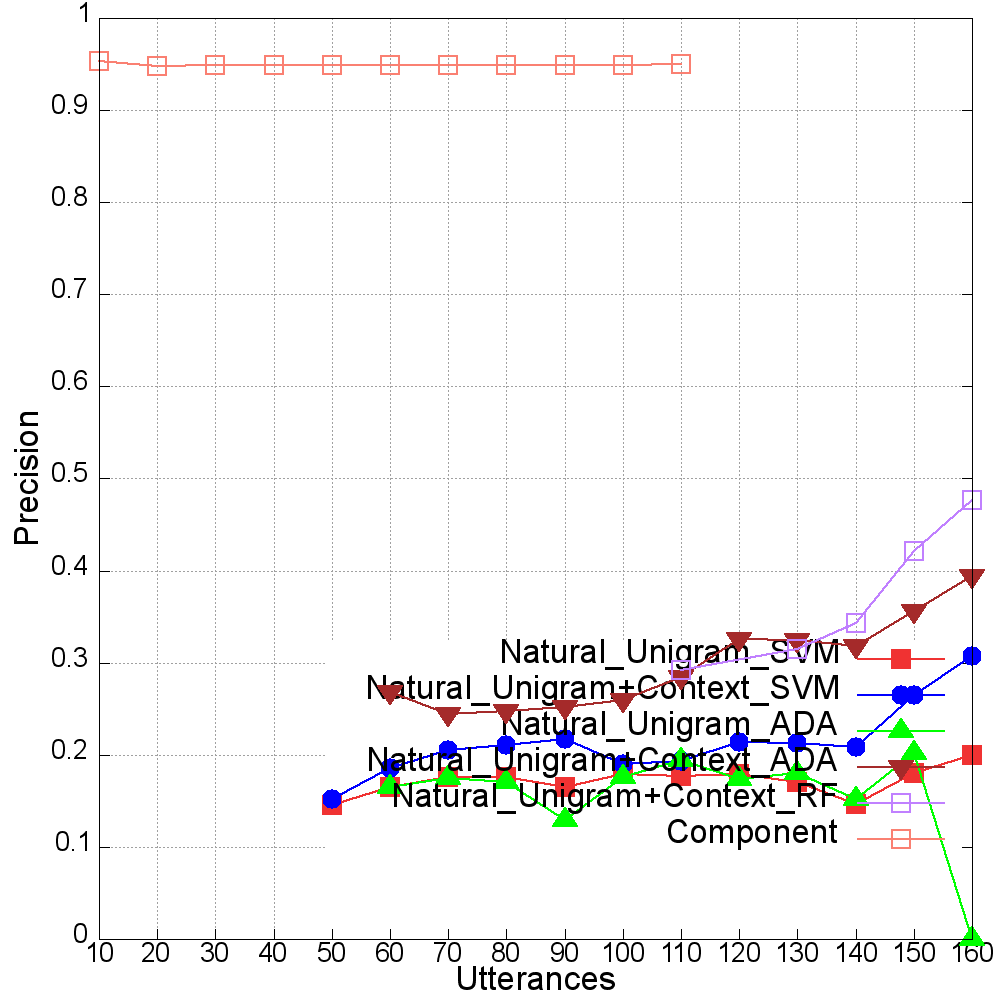 1
0.9
0.8
0.7
0.6
0.5
0.4
0.3
0.2
0.1
0
Precision
Natural_Unigram_SVM
Natural_Unigram+Context_SVM
Natural_Unigram_ADA
Natural_Unigram+Context_ADA
Natural_Unigram+Context_RF
Component
10 20 30 40 50 60 70 80 90 100 110 120 130 140 150 160
Utterances